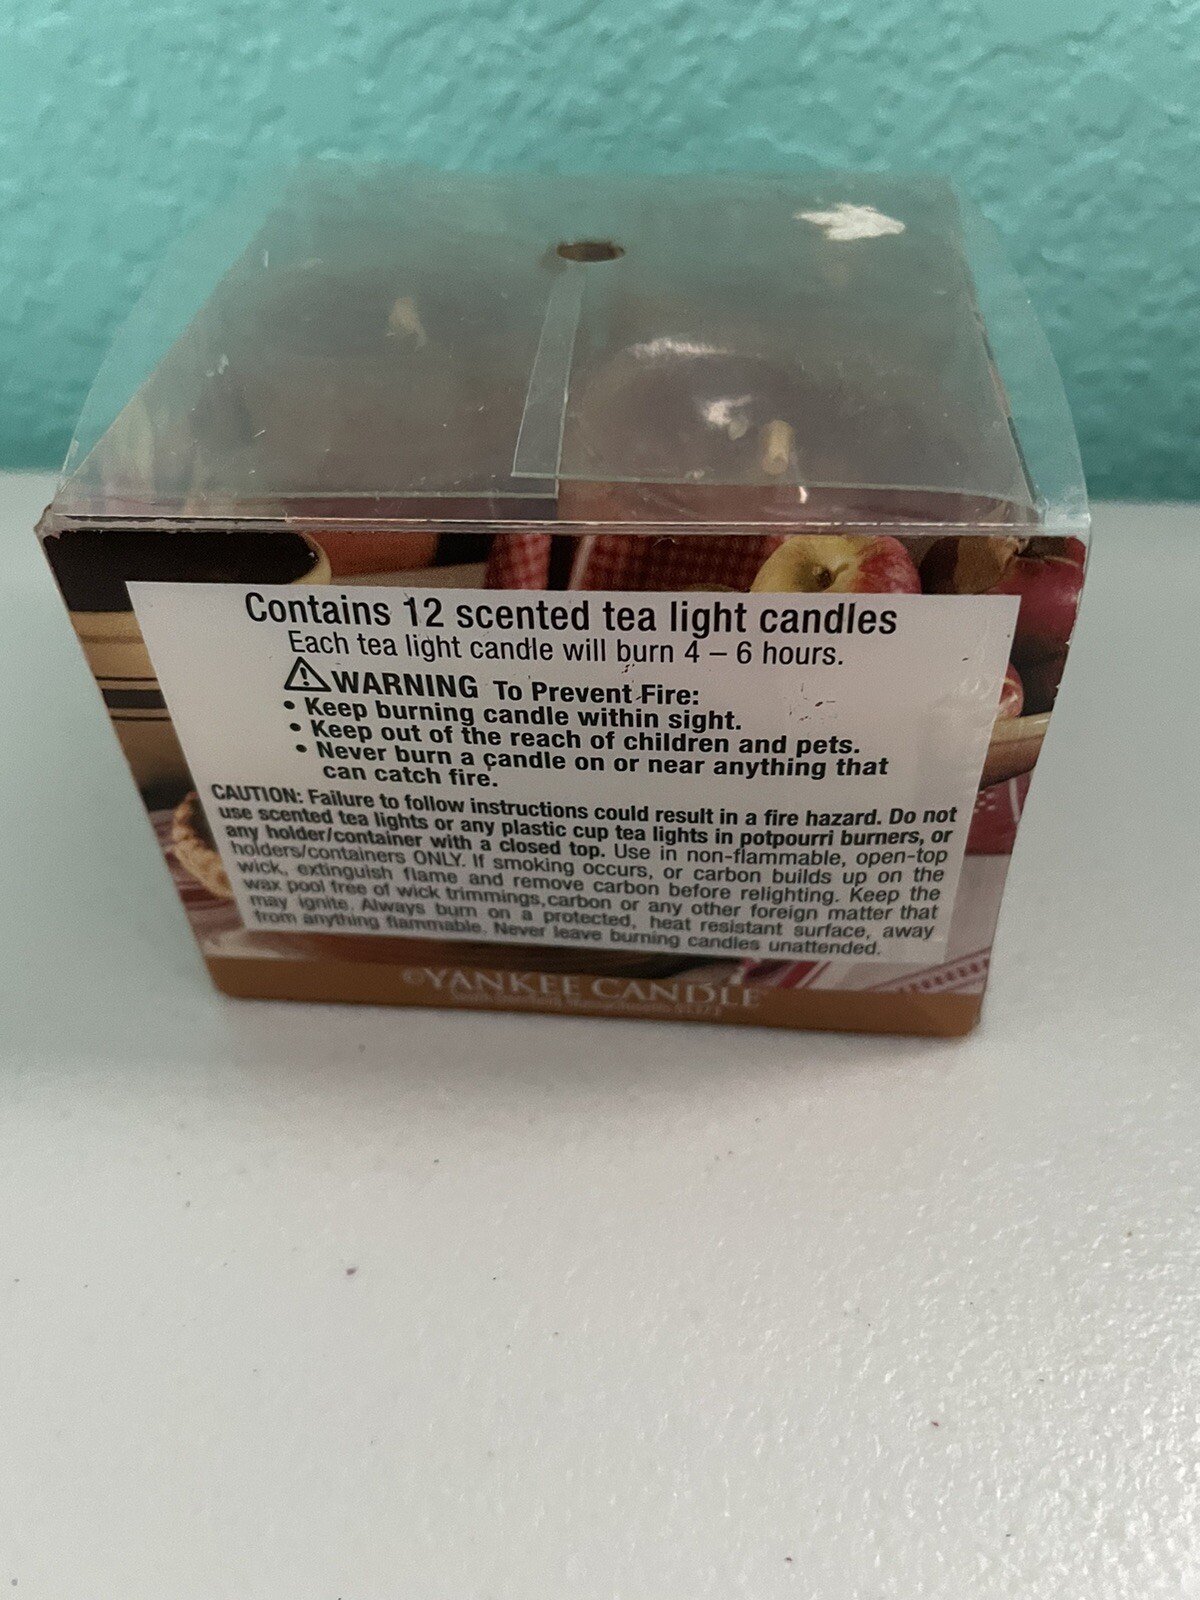 Contains 12 scented tea light candles
Each tea light candle will burn 4 – 6 hours.
⚠WARNING To Prevent Fire:
• Keep burning candle within sight.
• Keep out of the reach of children and pets.
• Never burn a candle on or near anything that
can catch fire.
CAUTION: Failure to follow instructions could result in a fire hazard. Do not
use scented tea lights or any plastic cup tea lights in potpourri burners, or
any holder/container with a closed top. Use in non-flammable, open-top
holders/containers ONLY. If smoking occurs, or carbon builds up on the
wick, extinguish flame and remove carbon before relighting. Keep the
wax pool free of wick trimmings, carbon or any other foreign matter that
may ignite. Always burn on a protected, heat resistant surface, away
from anything flammable. Never leave burning candles unattended.
©YANKEE CANDLE